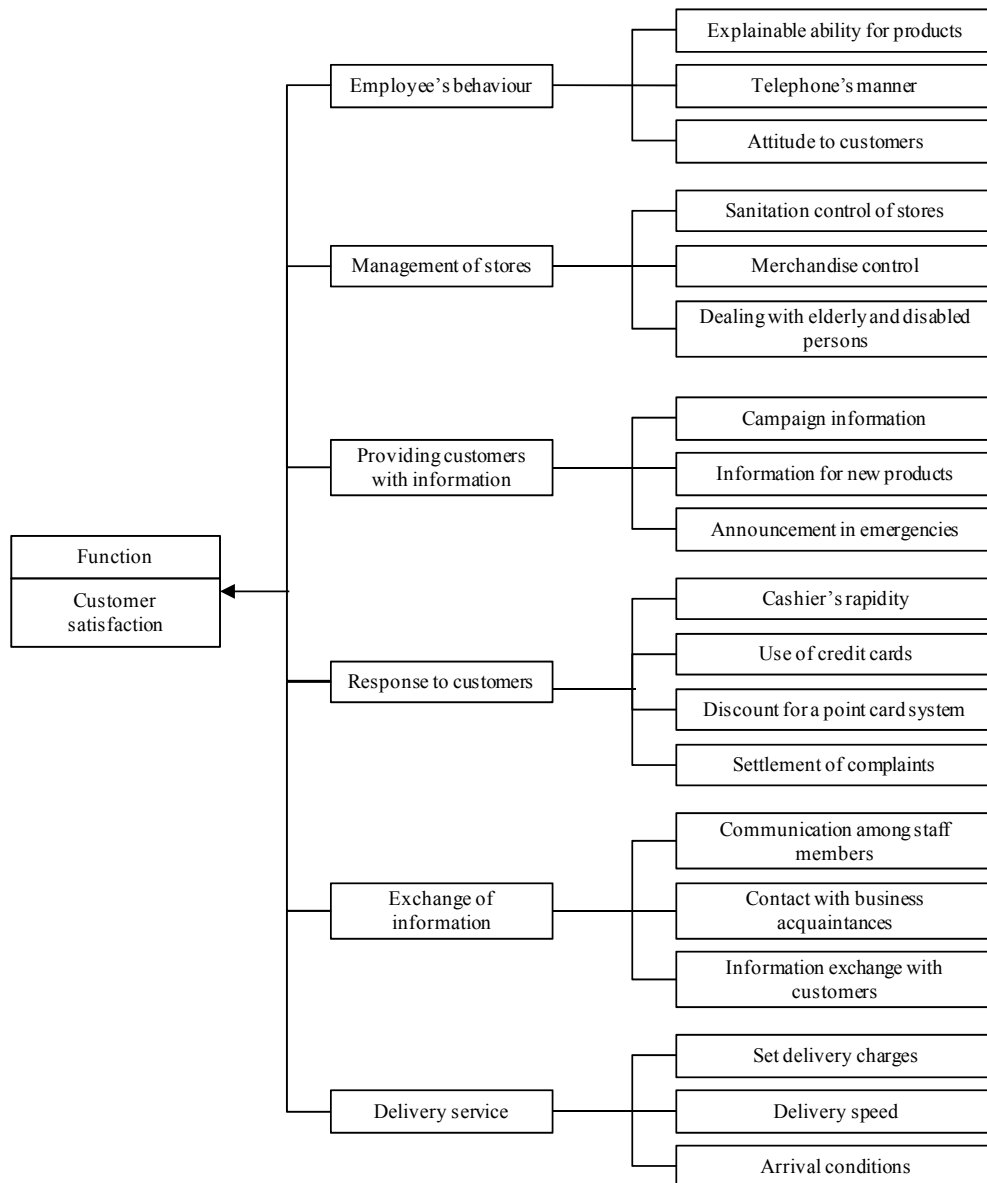 Explainable ability for products
Employee's behaviour
Telephone's manner
Attitude to customers
Sanitation control of stores
Management of stores
Merchandise control
Dealing with elderly and disabled
persons
Campaign information
Providing customers
with information
Information for new products
Announcement in emergencies
Function
Customer
satisfaction
Cashier's rapidity
Use of credit cards
Response to customers
Discount for a point card system
Settlement of complaints
Communication among staff
members
Exchange of
information
Contact with business
acquaintances
Information exchange with
customers
Set delivery charges
Delivery service
Delivery speed
Arrival conditions